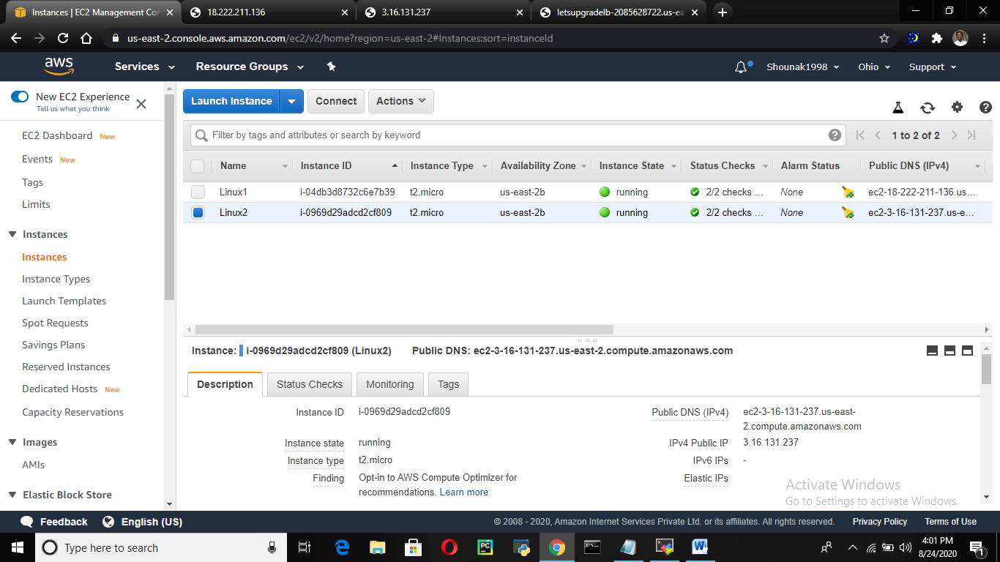 Instances | EC2 Management Con
18.222.211.136
3.16.131.237
letsupgradelb-2085628722.us-ea
us-east-2.console.aws.amazon.com/ec2/v2/home?region=us-east-2#Instances:sort=instanceId
aws
Services
Resource Groups
Shounak1998
Ohio
Support
New EC2 Experience
Tell us what you think
EC2 Dashboard New
Events New
Tags
Limits
Instances
Instances
Instance Types
Launch Templates
Spot Requests
Savings Plans
Reserved Instances
Dedicated Hosts New
Capacity Reservations
Images
AMIs
Elastic Block Store
Launch Instance
Connect
Actions
Filter by tags and attributes or search by keyword
1 to 2 of 2
Name Instance ID Instance Type Availability Zone Instance State Status Checks Alarm Status Public DNS (IPv4)
Linux1 i-04db3d8732c6e7b39 t2.micro us-east-2b running 2/2 checks ... None ec2-18-222-211-136.us...
Linux2 i-0969d29adcd2cf809 t2.micro us-east-2b running 2/2 checks ... None ec2-3-16-131-237.us-e...
Instance: i-0969d29adcd2cf809 (Linux2) Public DNS: ec2-3-16-131-237.us-east-2.compute.amazonaws.com
Description
Status Checks
Monitoring
Tags
Instance ID i-0969d29adcd2cf809
Instance state running
Instance type t2.micro
Finding Opt-in to AWS Compute Optimizer for
recommendations. Learn more
Public DNS (IPv4) ec2-3-16-131-237.us-east-
2.compute.amazonaws.com
IPv4 Public IP 3.16.131.237
IPv6 IPs -
Elastic IPs
Activate Windows
Go to Settings to activate Windows.
Feedback
English (US)
© 2008 - 2020, Amazon Internet Services Private Ltd. or its affiliates. All rights reserved.
Privacy Policy
Terms of Use
Type here to search
4:01 PM
8/24/2020
1